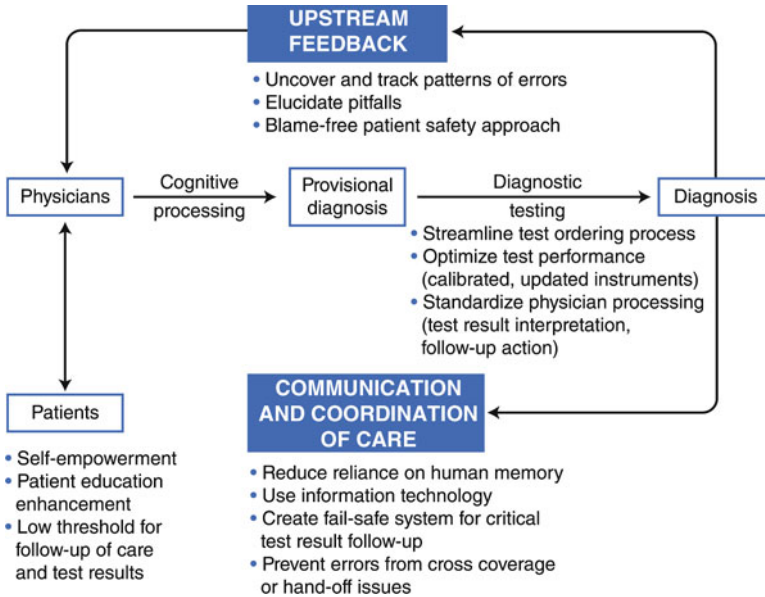 UPSTREAM
FEEDBACK
• Uncover and track patterns of errors
• Elucidate pitfalls
• Blame-free patient safety approach
Physicians
Cognitive
processing
Provisional
diagnosis
Diagnostic
testing
Diagnosis
• Streamline test ordering process
• Optimize test performance
(calibrated, updated instruments)
• Standardize physician processing
(test result interpretation,
follow-up action)
Patients
• Self-empowerment
• Patient education
enhancement
• Low threshold for
follow-up of care
and test results
COMMUNICATION
AND COORDINATION
OF CARE
• Reduce reliance on human memory
• Use information technology
• Create fail-safe system for critical
test result follow-up
• Prevent errors from cross coverage
or hand-off issues